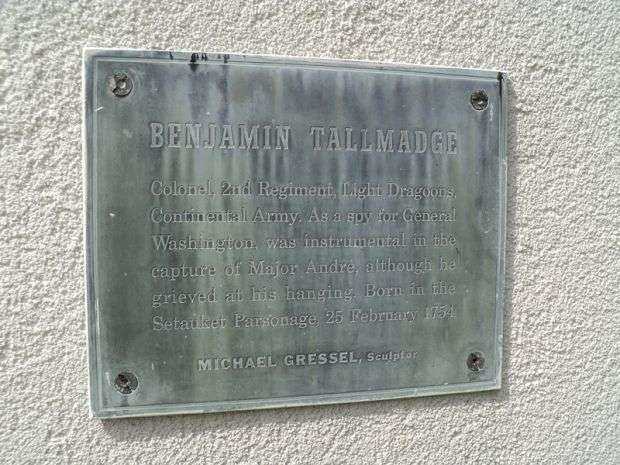 BENJAMIN TALLMADGE
Colonel, 2nd Regiment, Light Dragoons,
Continental Army. As a spy for General
Washington, was instrumental in the
capture of Major André, although he
grieved at his hanging. Born in the
Setauket Parsonage, 25 February 1754
MICHAEL GRESSEL, Sculptor